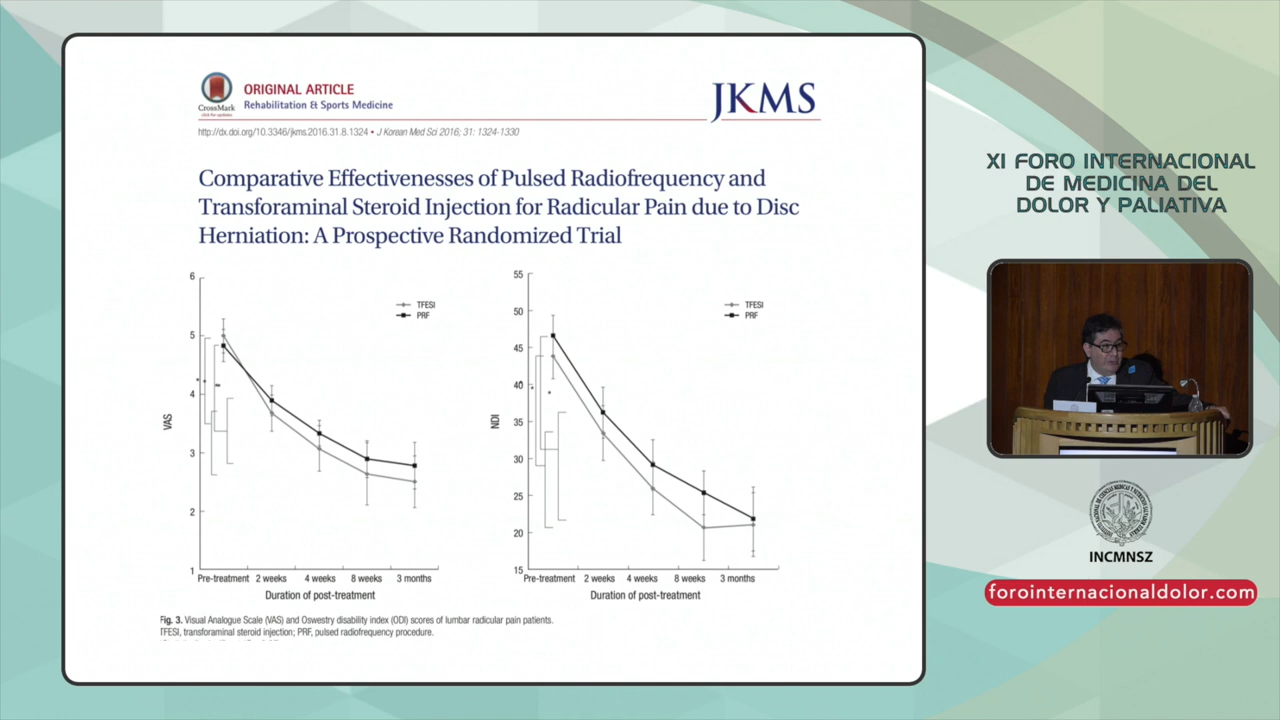 ORIGINAL ARTICLE
Rehabilitation & Sports Medicine
CrossMark
click for updates
JKMS
http://dx.doi.org/10.3346/jkms.2016.31.8.1324 • J Korean Med Sci 2016; 31: 1324-1330
Comparative Effectivenesses of Pulsed Radiofrequency and
Transforaminal Steroid Injection for Radicular Pain due to Disc
Herniation: A Prospective Randomized Trial
6
5
4
3
2
1
VAS
TFESI
PRF
Pre-treatment 2 weeks 4 weeks 8 weeks 3 months
Duration of post-treatment
55
50
45
40
35
30
25
20
15
NDI
TFESI
PRF
Pre-treatment 2 weeks 4 weeks 8 weeks 3 months
Duration of post-treatment
Fig. 3. Visual Analogue Scale (VAS) and Oswestry disability index (ODI) scores of lumbar radicular pain patients.
TFESI, transforaminal steroid injection; PRF, pulsed radiofrequency procedure.
XI FORO INTERNACIONAL
DE MEDICINA DEL
DOLOR Y PALIATIVA
INCMNSZ
forointernacionaldolor.com